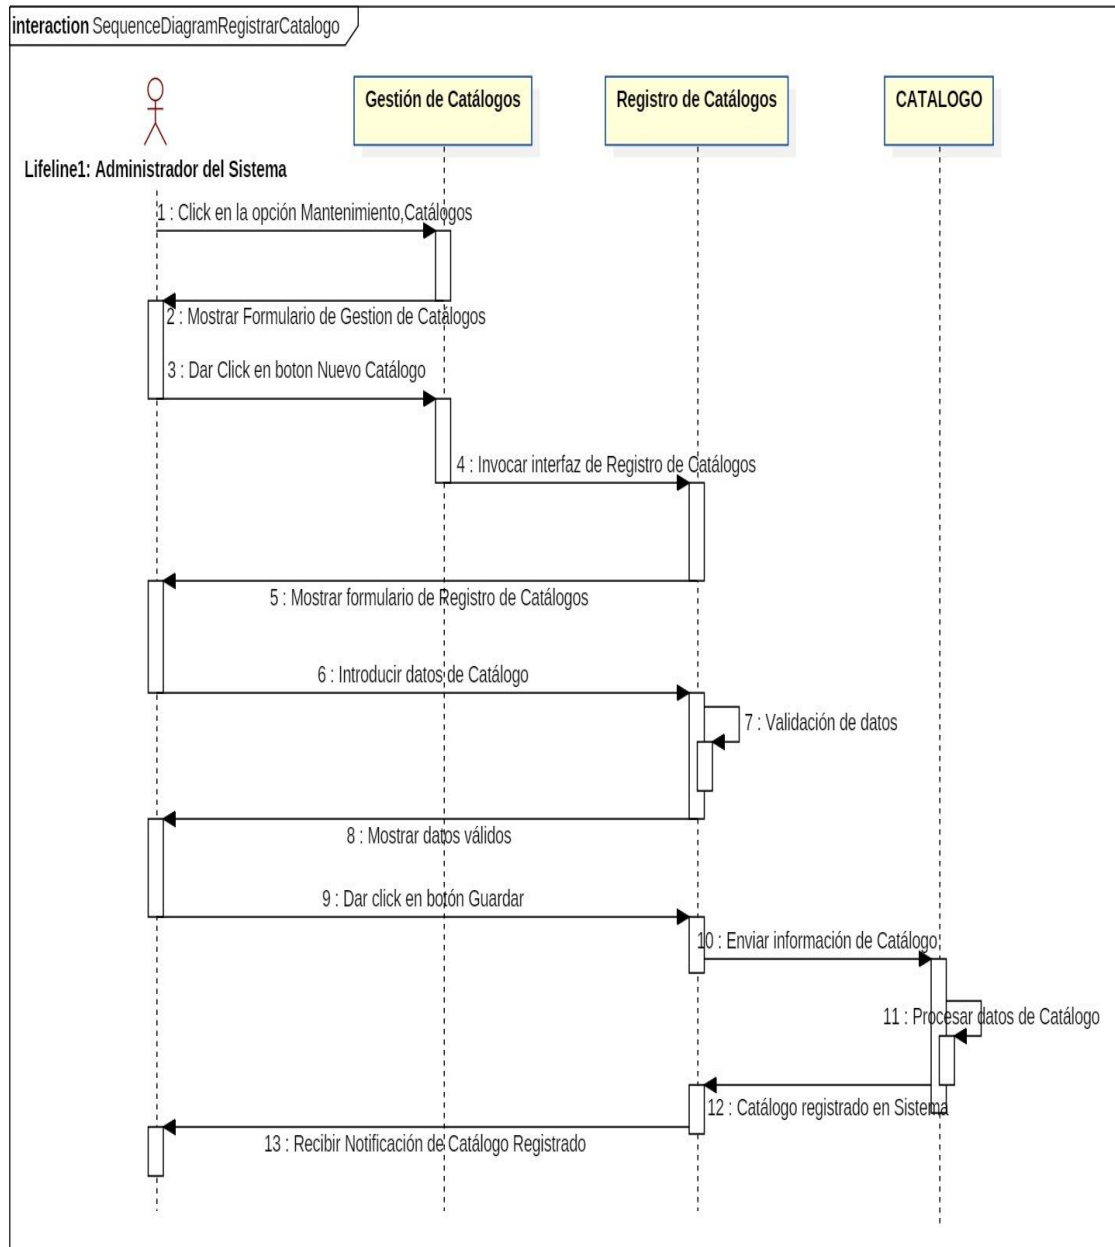 interaction SequenceDiagramRegistrarCatalogo
Gestión de Catálogos
Registro de Catálogos
CATALOGO
Lifeline1: Administrador del Sistema
1 : Click en la opción Mantenimiento,Catálogos
2 : Mostrar Formulario de Gestion de Catálogos
3 : Dar Click en boton Nuevo Catálogo
4 : Invocar interfaz de Registro de Catálogos
5 : Mostrar formulario de Registro de Catálogos
6 : Introducir datos de Catálogo
7 : Validación de datos
8 : Mostrar datos válidos
9 : Dar click en botón Guardar
10 : Enviar información de Catálogo
11 : Procesar datos de Catálogo
12 : Catálogo registrado en Sistema
13 : Recibir Notificación de Catálogo Registrado